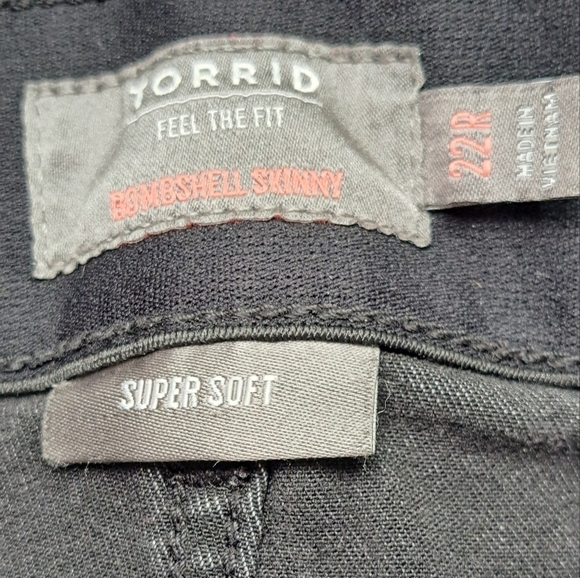 TORRID
FEEL THE FIT
BOMBSHELL SKINNY
22R
MADE IN
VIETNAM
SUPER SOFT